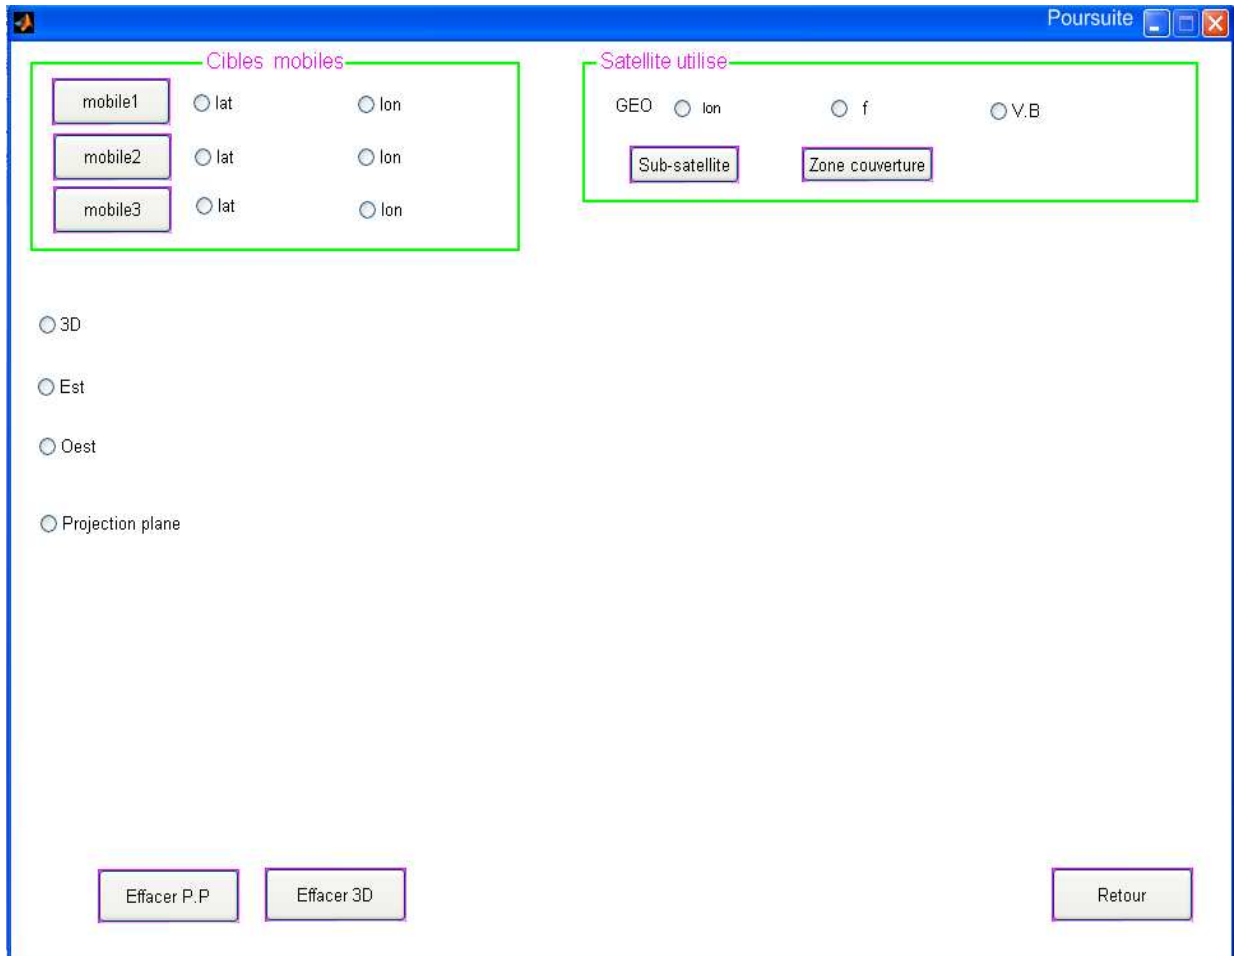 Poursuite
Cibles mobiles
mobile1 lat lon
mobile2 lat lon
mobile3 lat lon
Satellite utilise
GEO lon f V.B
Sub-satellite Zone couverture
3D
Est
Oest
Projection plane
Effacer P.P Effacer 3D Retour